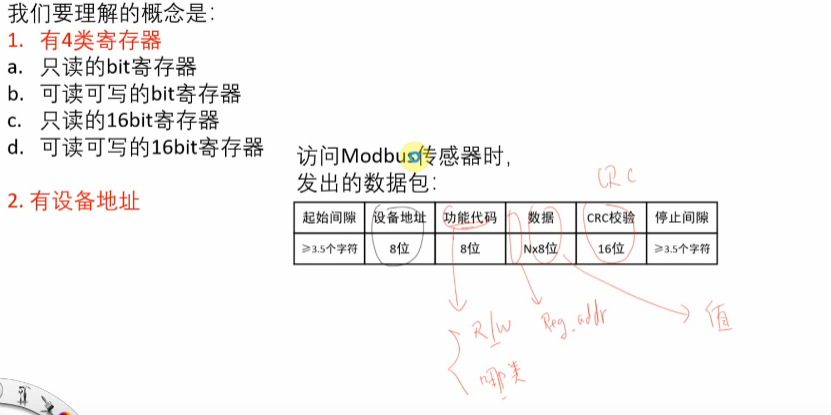 我们要理解的概念是：
1. 有4类寄存器
a. 只读的bit寄存器
b. 可读可写的bit寄存器
c. 只读的16bit寄存器
d. 可读可写的16bit寄存器
2. 有设备地址
访问Modbus传感器时，
发出的数据包：
CRC
起始间隙 设备地址 功能代码 数据 CRC校验 停止间隙
≥3.5个字符 8位 8位 Nx8位 16位 ≥3.5个字符
R/W Reg_addr 值
哪类